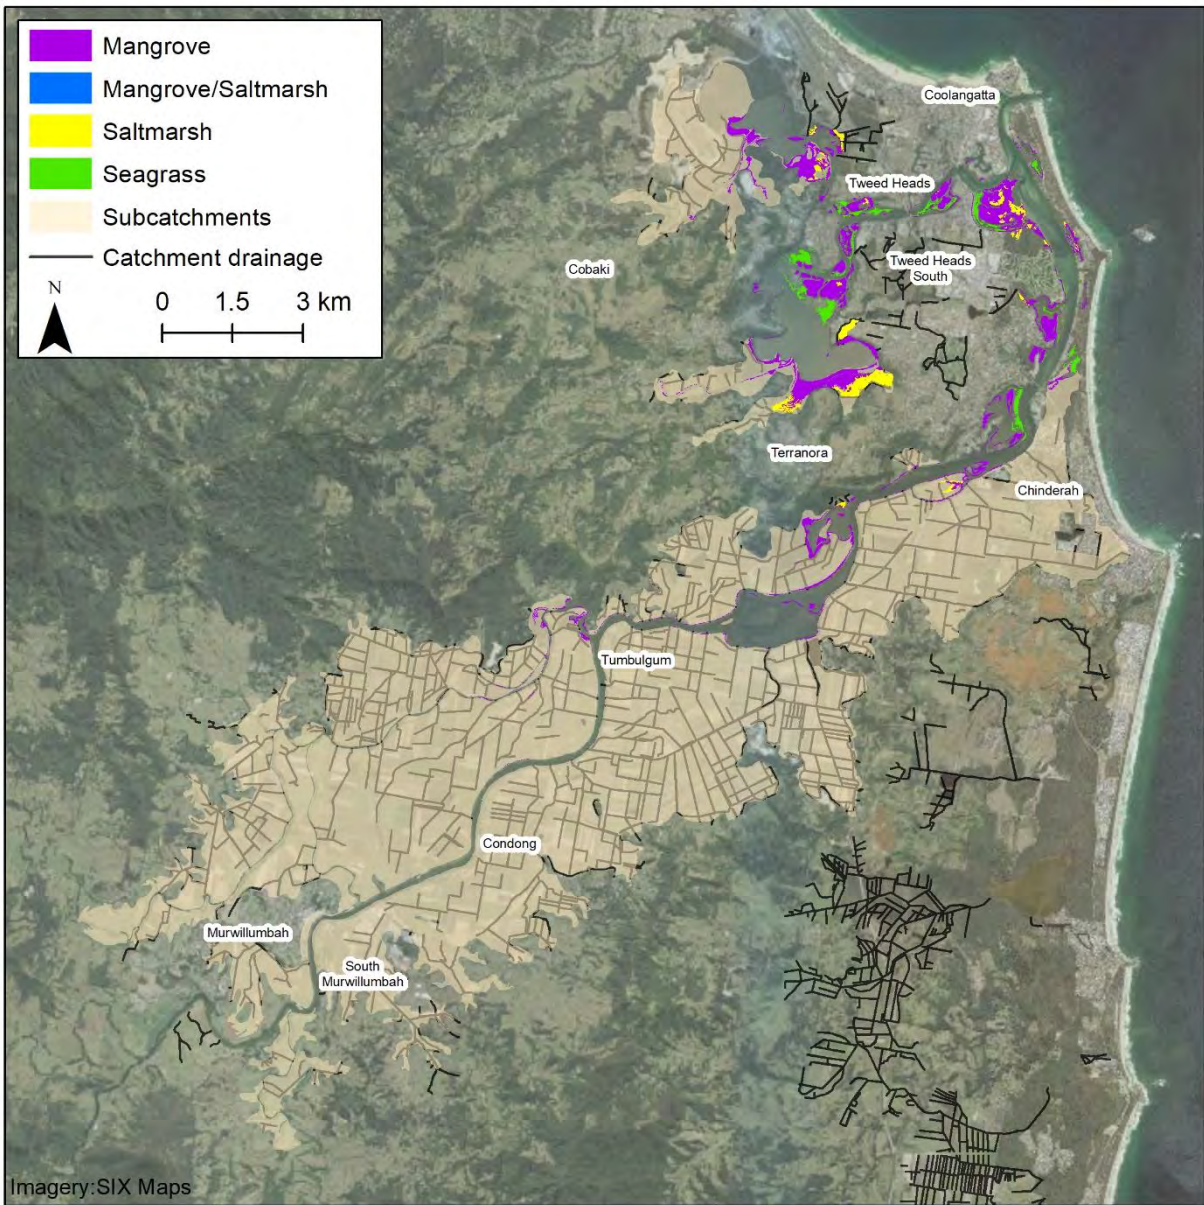 Mangrove
Mangrove/Saltmarsh
Saltmarsh
Seagrass
Subcatchments
Catchment drainage
N
0 1.5 3 km
Coolangatta
Tweed Heads
Tweed Heads
South
Cobaki
Terranora
Chinderah
Tumbulgum
Condong
Murwillumbah
South
Murwillumbah
Imagery:SIX Maps